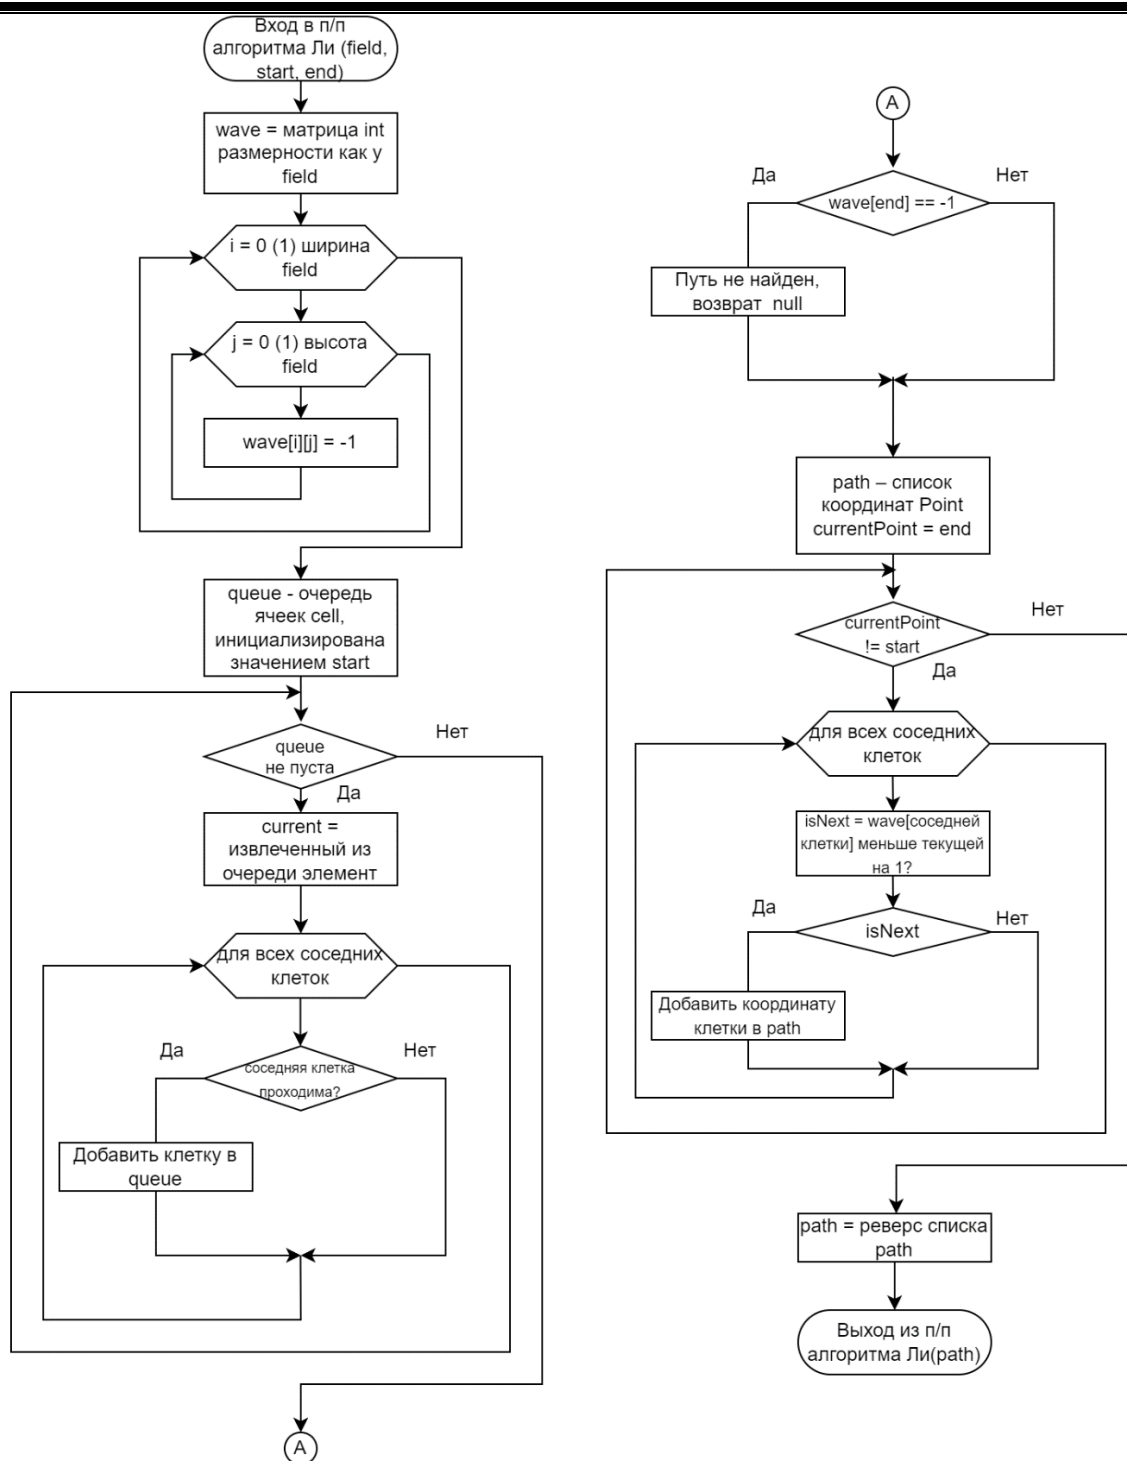 Вход в п/п
алгоритма Ли (field,
start, end)
wave = матрица int
размерности как у
field
i = 0 (1) ширина
field
j = 0 (1) высота
field
wave[i][j] = -1
queue - очередь
ячеек cell,
инициализирована
значением start
queue
не пуста
Нет
Да
current =
извлеченный из
очереди элемент
для всех соседних
клеток
Да
Нет
соседняя клетка
проходима?
Добавить клетку в
queue
A
A
Да
Нет
wave[end] == -1
Путь не найден,
возврат null
path – список
координат Point
currentPoint = end
currentPoint
!= start
Нет
Да
для всех соседних
клеток
isNext = wave[соседней
клетки] меньше текущей
на 1?
Да
Нет
isNext
Добавить координату
клетки в path
path = реверс списка
path
Выход из п/п
алгоритма Ли(path)